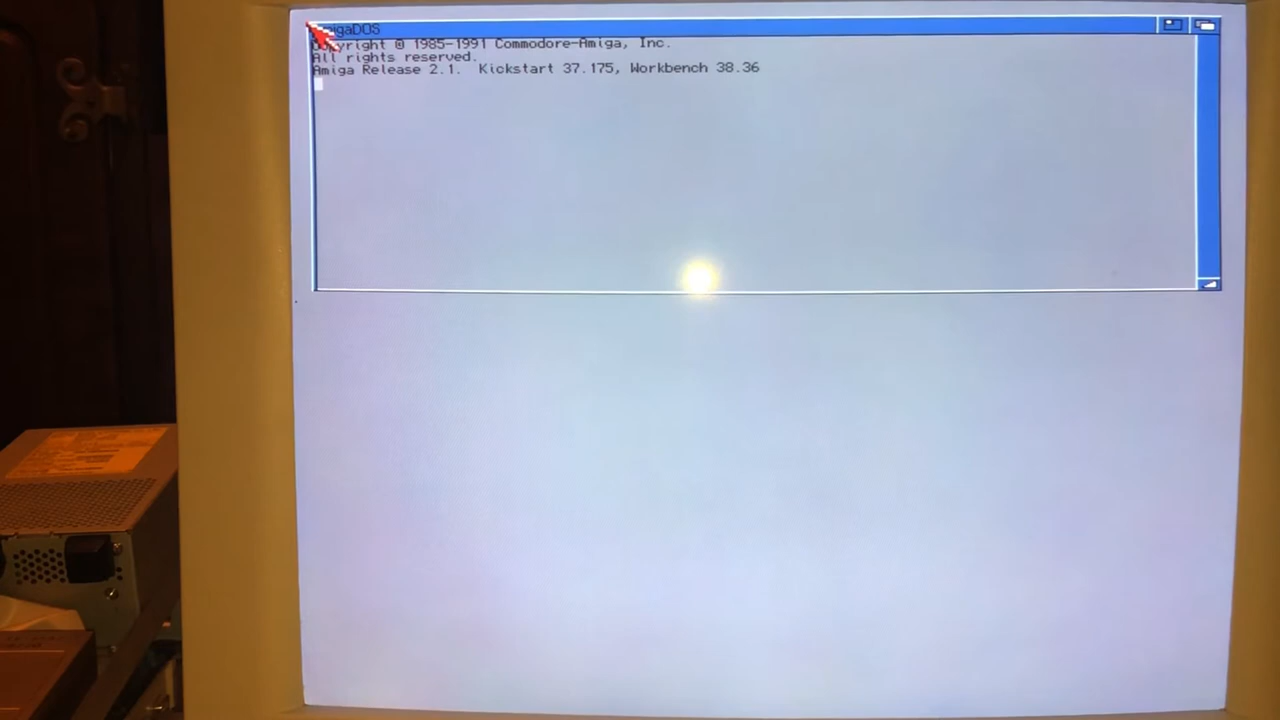 AmigaDOS
Copyright © 1985-1991 Commodore-Amiga, Inc.
All rights reserved.
Amiga Release 2.1.  Kickstart 37.175, Workbench 38.36